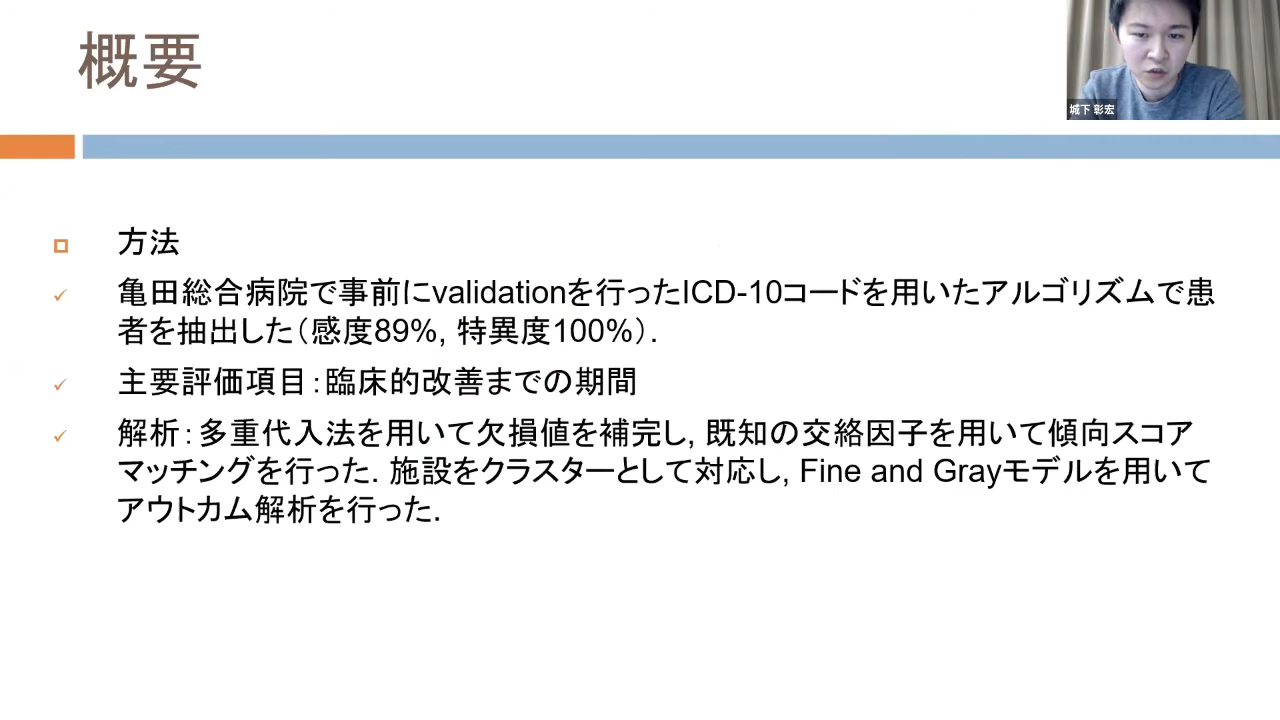 概要
城下 彰宏
方法
亀田総合病院で事前にvalidationを行ったICD-10コードを用いたアルゴリズムで患
者を抽出した（感度89%, 特異度100%）.
主要評価項目：臨床的改善までの期間
解析：多重代入法を用いて欠損値を補完し, 既知の交絡因子を用いて傾向スコア
マッチングを行った. 施設をクラスターとして対応し, Fine and Grayモデルを用いて
アウトカム解析を行った.